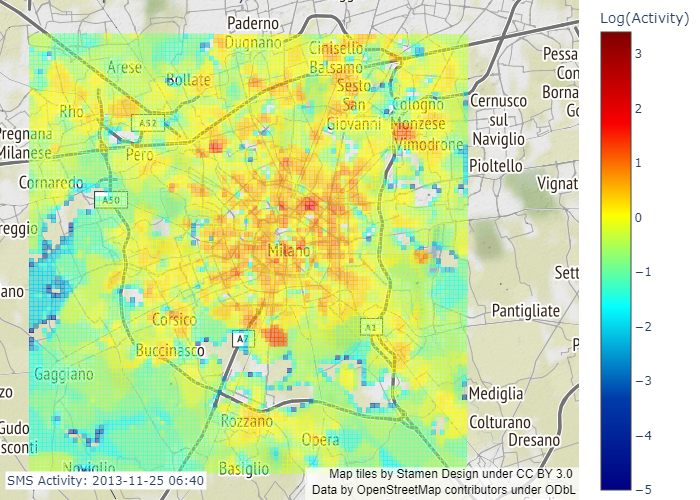 Paderno
Dugnano
Cinisello
Balsamo
Arese
Bollate
Sesto
San
Giovanni
Cologno
Monzese
Rho
A52
Pero
Vimodrone
Cernusco
sul
Naviglio
Pioltello
Pessa
Con
Borna
Go
Pregnana
Milanese
Cornaredo
A50
Vignat
reggio
Milano
Sett
ano
Pantigliate
Corsico
A7
A1
Buccinasco
P
Gaggiano
zo
Mediglia
Rozzano
Colturano
Gudo
sconti
Opera
Dresano
Noviglio
Basiglio
SMS Activity: 2013-11-25 06:40
Map tiles by Stamen Design under CC BY 3.0
Data by OpenStreetMap contributors under ODbL
Log(Activity)
3
2
1
0
−1
−2
−3
−4
−5